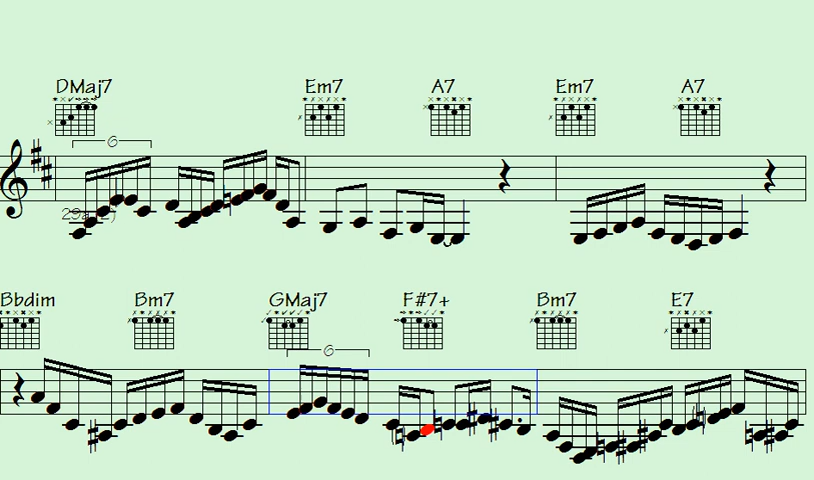 DMaj7 Em7 A7 Em7 A7
6
Bbdim Bm7 GMaj7 F#7+ Bm7 E7
6